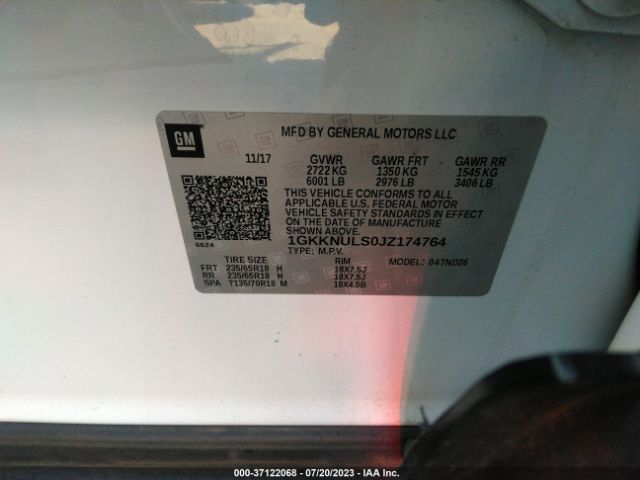 GM
MFD BY GENERAL MOTORS LLC
11/17 GVWR GAWR FRT GAWR RR
2722 KG 1350 KG 1545 KG
6001 LB 2976 LB 3406 LB
THIS VEHICLE CONFORMS TO ALL
APPLICABLE U.S. FEDERAL MOTOR
VEHICLE SAFETY STANDARDS IN EFFECT
ON THE DATE OF MANUFACTURE
SHOWN ABOVE.
1GKKNULS0JZ174764
S624
TYPE: M.P.V. MODEL: 04TND26
TIRE SIZE RIM
FRT 235/65R18 H 18X7.5J
RR 235/65R18 H 18X7.5J
SPA T135/70R18 M 18X4.5B
000-37122068 - 07/20/2023 - IAA Inc.